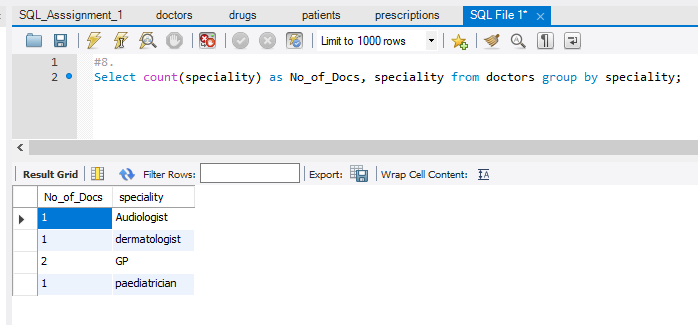 SQL_Asssignment_1 doctors drugs patients prescriptions SQL File 1*
Limit to 1000 rows
1 #8.
2 Select count(speciality) as No_of_Docs, speciality from doctors group by speciality;
Result Grid Filter Rows: Export: Wrap Cell Content:
No_of_Docs speciality
1 Audiologist
1 dermatologist
2 GP
1 paediatrician